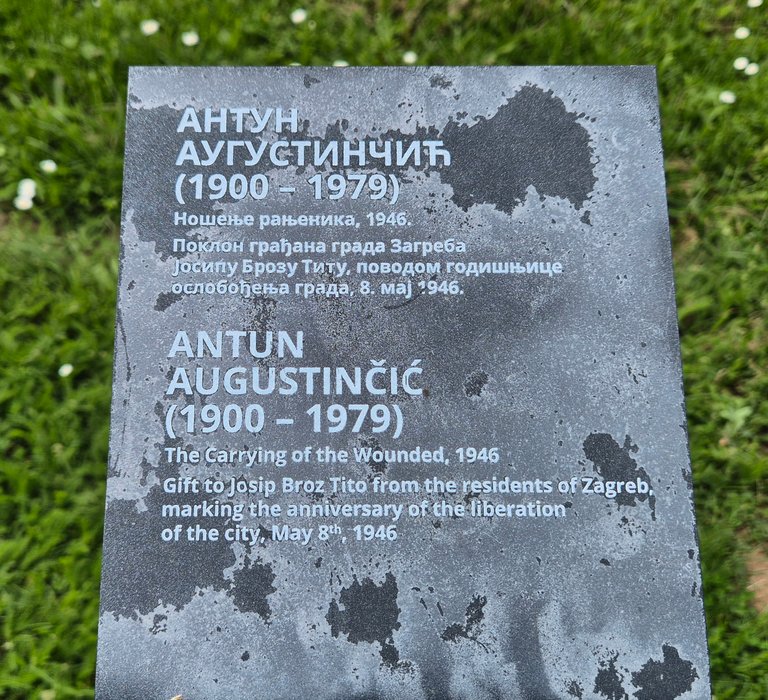 АНТУН
АУГУСТИНЧИЋ
(1900 – 1979)
Ношење рањеника, 1946.
Поклон грађана града Загреба
Јосипу Брозу Титу, поводом годишњице
ослобођења града, 8. мај 1946.
ANTUN
AUGUSTINČIĆ
(1900 – 1979)
The Carrying of the Wounded, 1946
Gift to Josip Broz Tito from the residents of Zagreb,
marking the anniversary of the liberation
of the city, May 8th, 1946